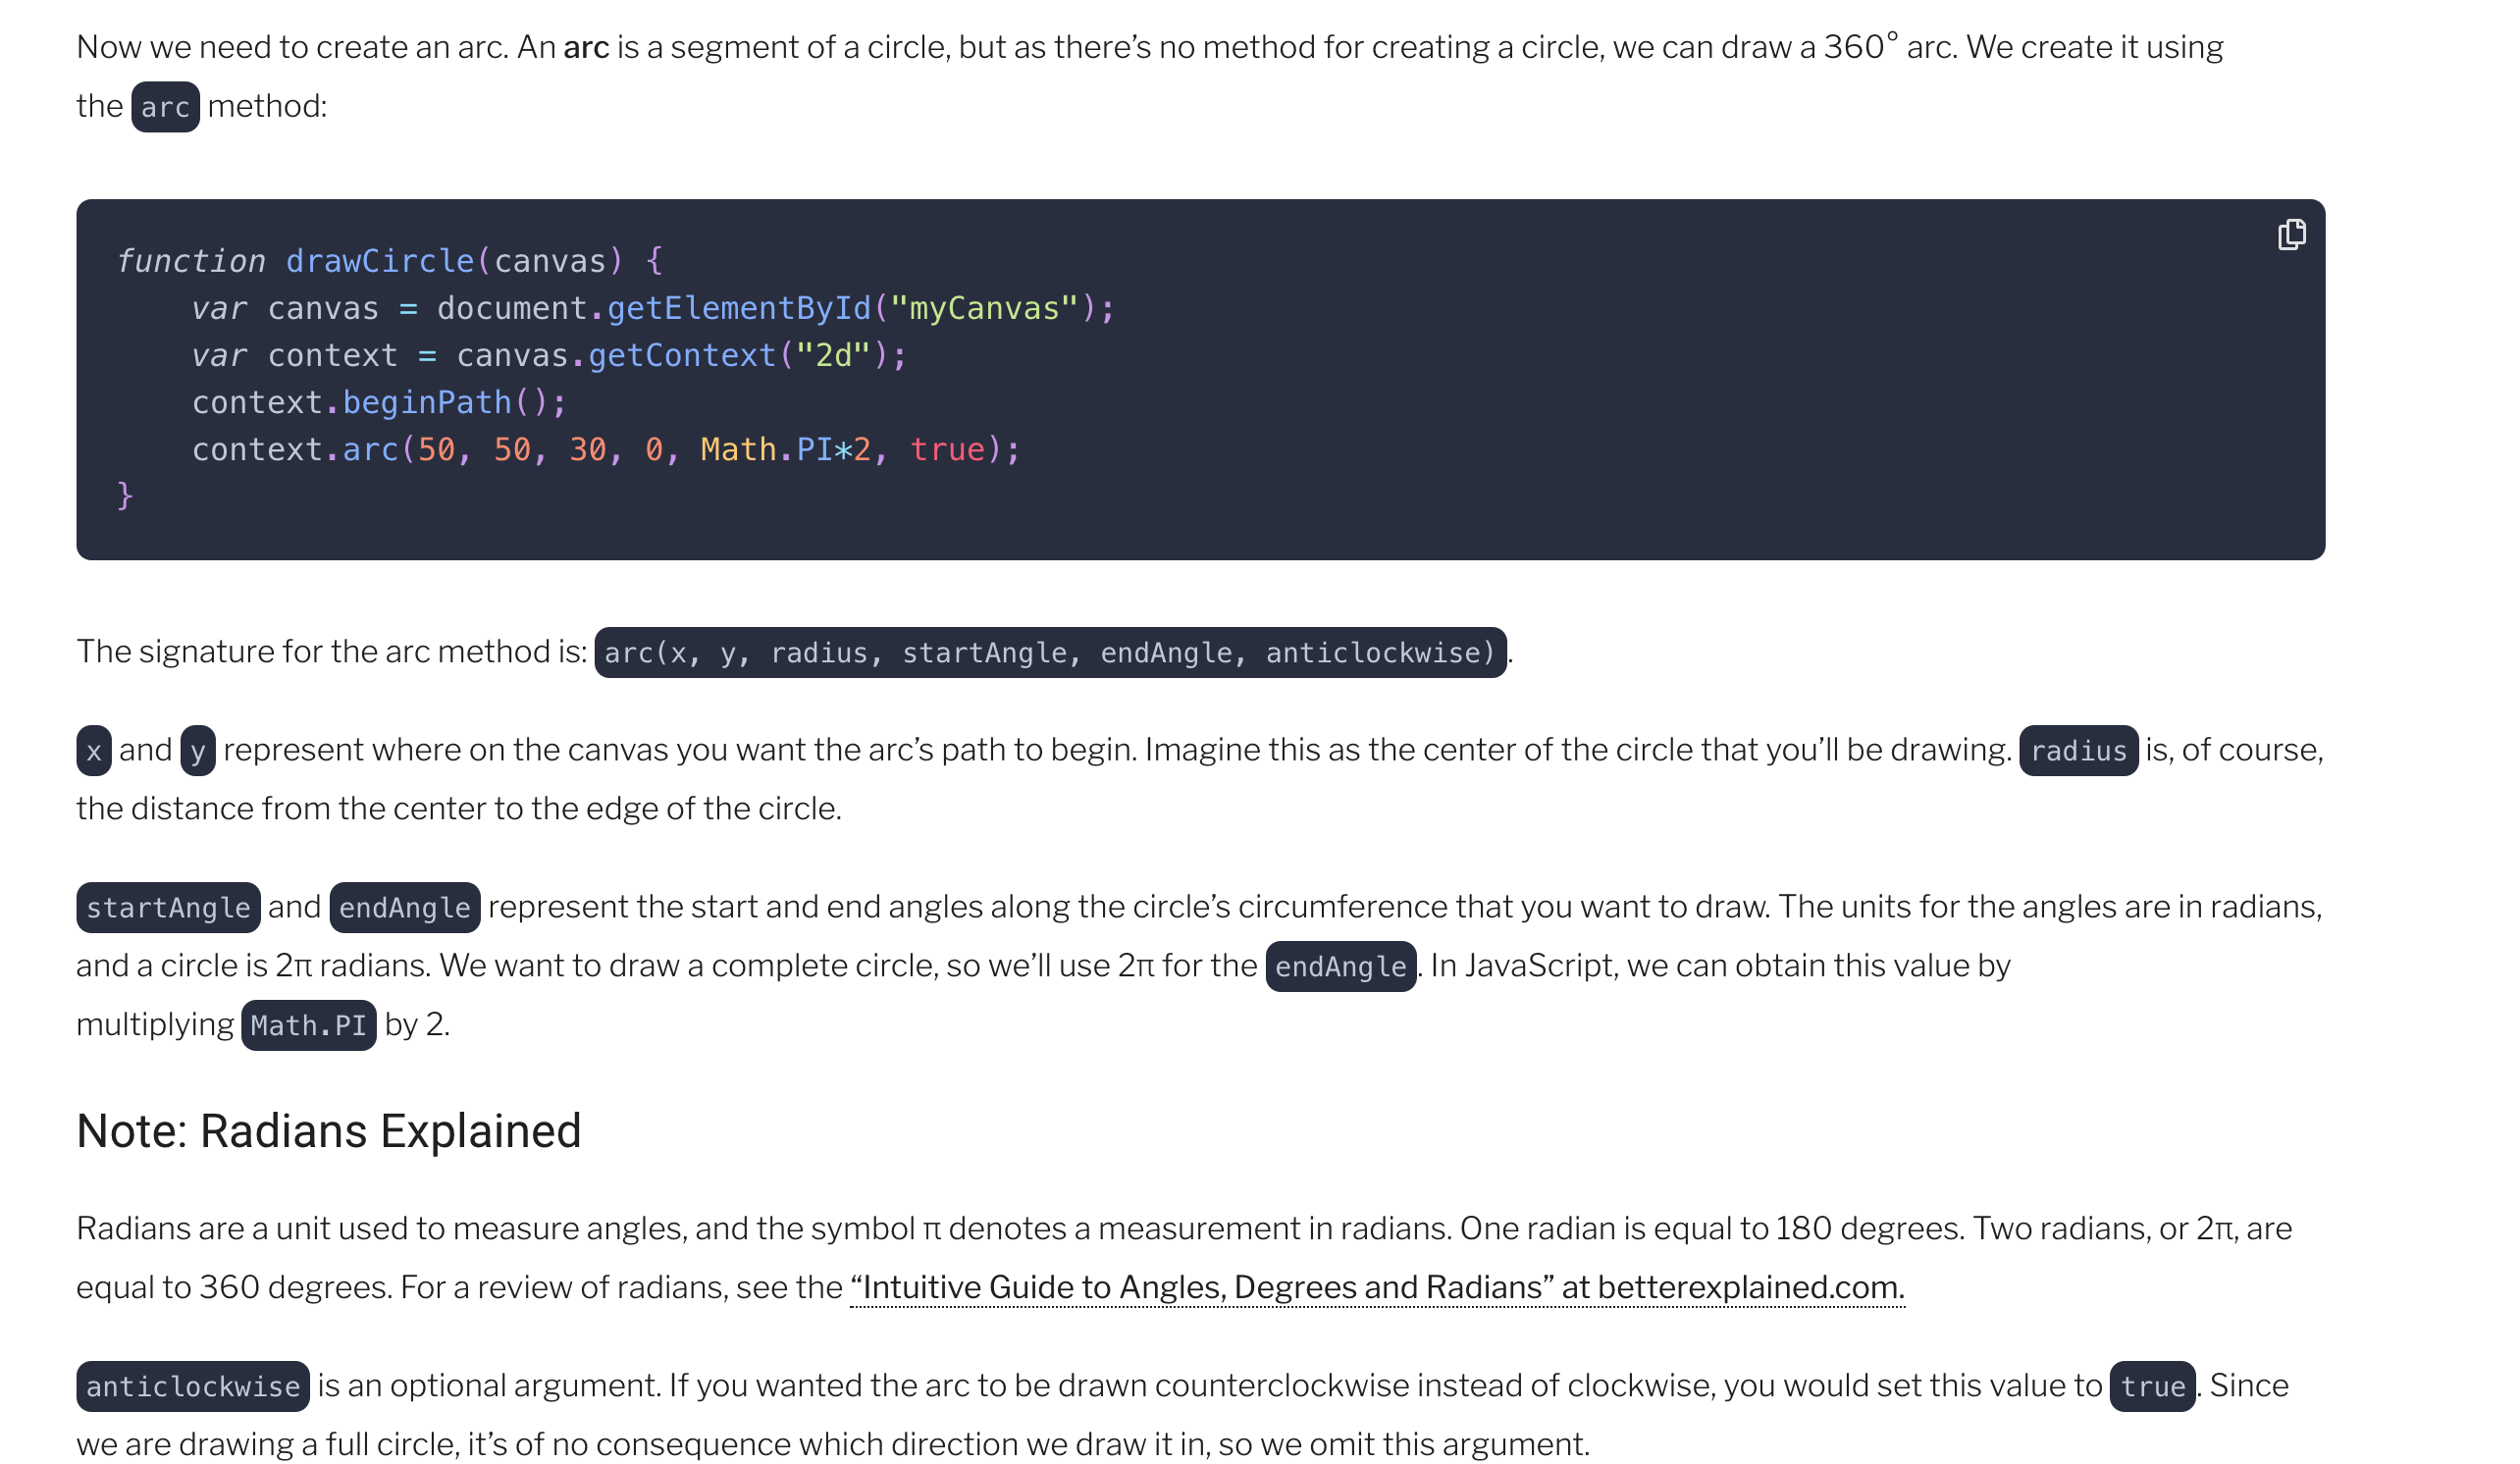 Now we need to create an arc. An arc is a segment of a circle, but as there’s no method for creating a circle, we can draw a 360° arc. We create it using
the arc method:
function drawCircle(canvas) {
    var canvas = document.getElementById("myCanvas");
    var context = canvas.getContext("2d");
    context.beginPath();
    context.arc(50, 50, 30, 0, Math.PI*2, true);
}
The signature for the arc method is: arc(x, y, radius, startAngle, endAngle, anticlockwise).
x and y represent where on the canvas you want the arc’s path to begin. Imagine this as the center of the circle that you’ll be drawing. radius is, of course,
the distance from the center to the edge of the circle.
startAngle and endAngle represent the start and end angles along the circle’s circumference that you want to draw. The units for the angles are in radians,
and a circle is 2π radians. We want to draw a complete circle, so we’ll use 2π for the endAngle. In JavaScript, we can obtain this value by
multiplying Math.PI by 2.
Note: Radians Explained
Radians are a unit used to measure angles, and the symbol π denotes a measurement in radians. One radian is equal to 180 degrees. Two radians, or 2π, are
equal to 360 degrees. For a review of radians, see the “Intuitive Guide to Angles, Degrees and Radians” at betterexplained.com.
anticlockwise is an optional argument. If you wanted the arc to be drawn counterclockwise instead of clockwise, you would set this value to true. Since
we are drawing a full circle, it’s of no consequence which direction we draw it in, so we omit this argument.